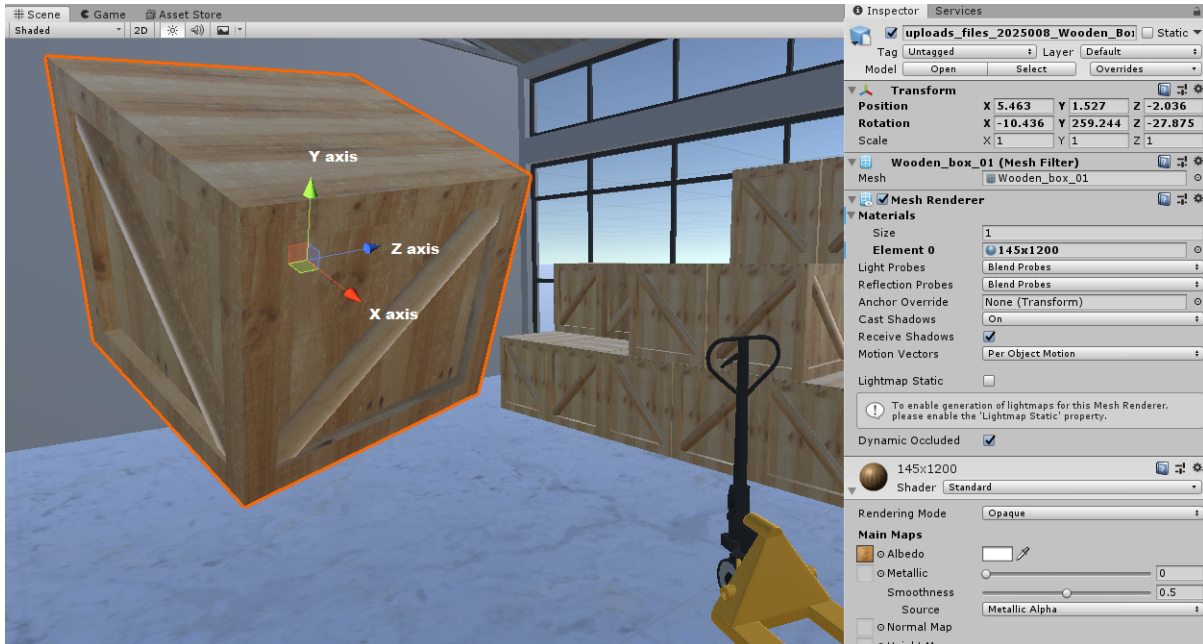 Scene Game Asset Store
Shaded 2D
Y axis
Z axis
X axis
Inspector Services
uploads_files_2025008_Wooden_Bo Static
Tag Untagged Layer Default
Model Open Select Overrides
Transform
Position X 5.463 Y 1.527 Z -2.036
Rotation X -10.436 Y 259.244 Z -27.875
Scale X 1 Y 1 Z 1
Wooden_box_01 (Mesh Filter)
Mesh Wooden_box_01
Mesh Renderer
Materials
Size 1
Element 0 145x1200
Light Probes Blend Probes
Reflection Probes Blend Probes
Anchor Override None (Transform)
Cast Shadows On
Receive Shadows
Motion Vectors Per Object Motion
Lightmap Static
To enable generation of lightmaps for this Mesh Renderer,
please enable the 'Lightmap Static' property.
Dynamic Occluded
145x1200
Shader Standard
Rendering Mode Opaque
Main Maps
Albedo
Metallic 0
Smoothness 0.5
Source Metallic Alpha
Normal Map